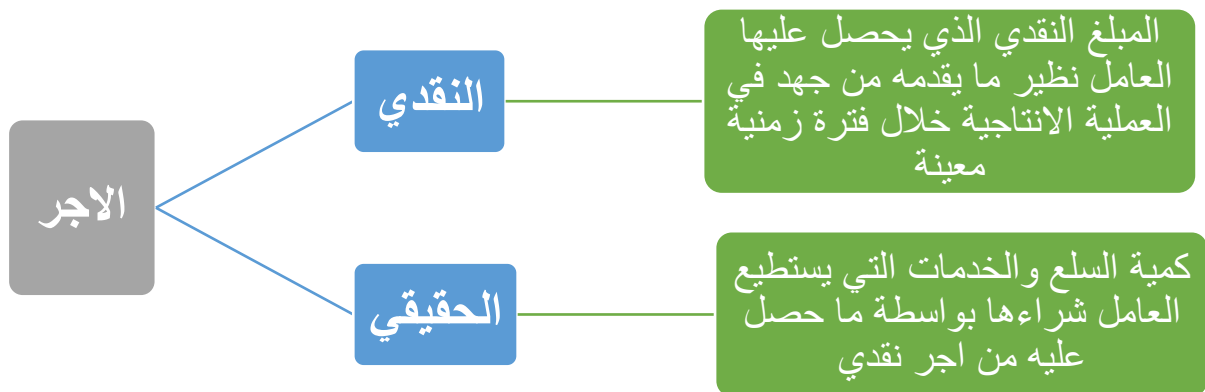 الاجر
النقدي
المبلغ النقدي الذي يحصل عليها
العامل نظير ما يقدمه من جهد في
العملية الانتاجية خلال فترة زمنية
معينة
الحقيقي
كمية السلع والخدمات التي يستطيع
العامل شراءها بواسطة ما حصل
عليه من اجر نقدي